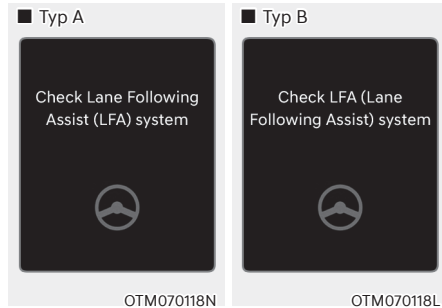 ■ Typ A
Check Lane Following
Assist (LFA) system
OTM070118N
■ Typ B
Check LFA (Lane
Following Assist) system
OTM070118L